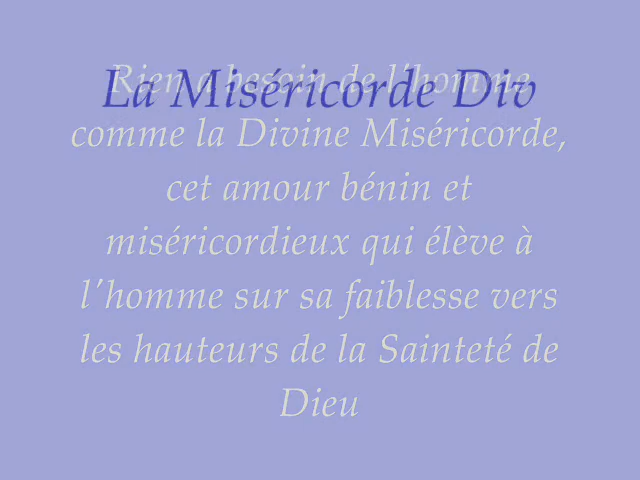 La Miséricorde Div
Rien a besoin de l'homme
comme la Divine Miséricorde,
cet amour bénin et
miséricordieux qui élève à
l'homme sur sa faiblesse vers
les hauteurs de la Sainteté de
Dieu